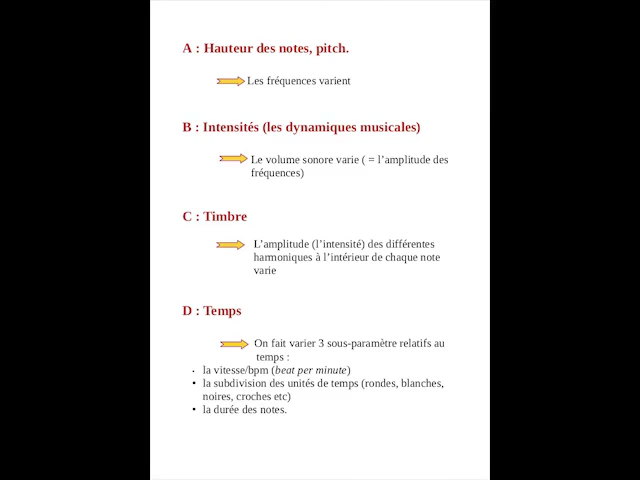 A : Hauteur des notes, pitch.
Les fréquences varient
B : Intensités (les dynamiques musicales)
Le volume sonore varie ( = l’amplitude des
fréquences)
C : Timbre
L’amplitude (l’intensité) des différentes
harmoniques à l’intérieur de chaque note
varie
D : Temps
On fait varier 3 sous-paramètre relatifs au
temps :
• la vitesse/bpm (beat per minute)
• la subdivision des unités de temps (rondes, blanches,
noires, croches etc)
• la durée des notes.